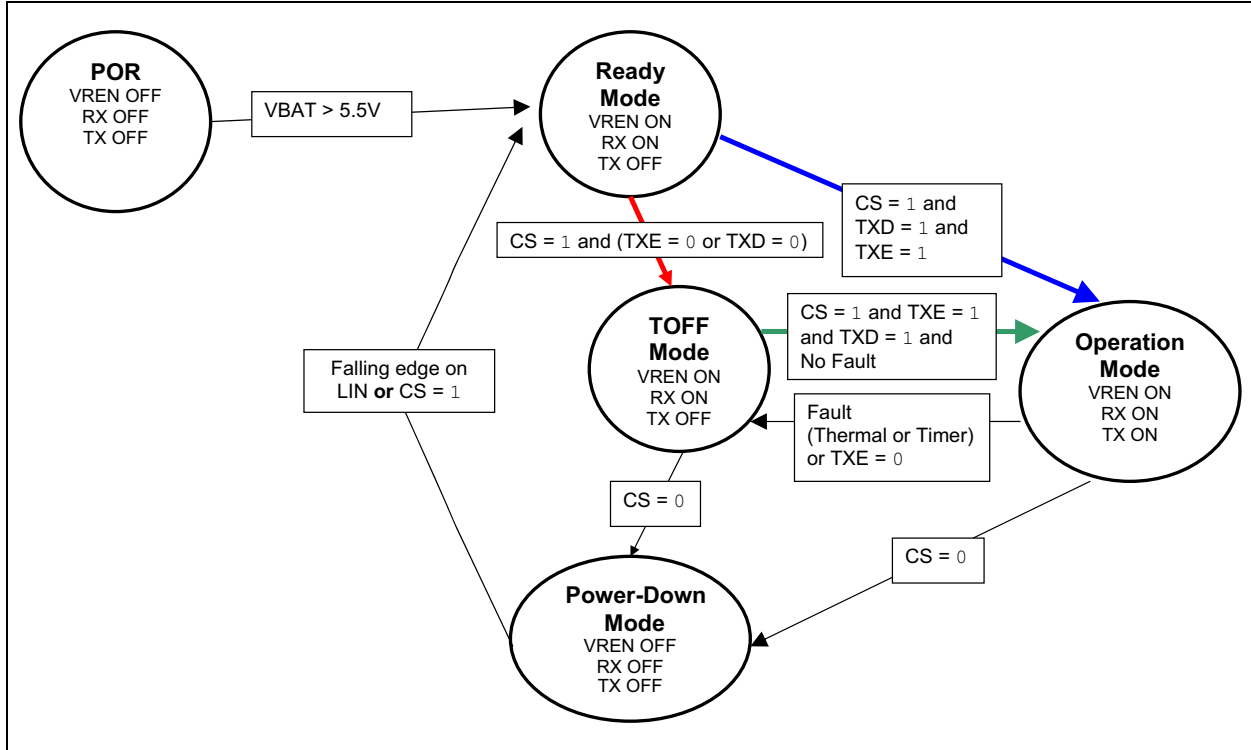 POR
VREN OFF
RX OFF
TX OFF
VBAT > 5.5V
Ready
Mode
VREN ON
RX ON
TX OFF
CS = 1 and
TXD = 1 and
TXE = 1
CS = 1 and (TXE = 0 or TXD = 0)
TOFF
Mode
VREN ON
RX ON
TX OFF
CS = 1 and TXE = 1
and TXD = 1 and
No Fault
Operation
Mode
VREN ON
RX ON
TX ON
Falling edge on
LIN or CS = 1
Fault
(Thermal or Timer)
or TXE = 0
CS = 0
CS = 0
Power-Down
Mode
VREN OFF
RX OFF
TX OFF